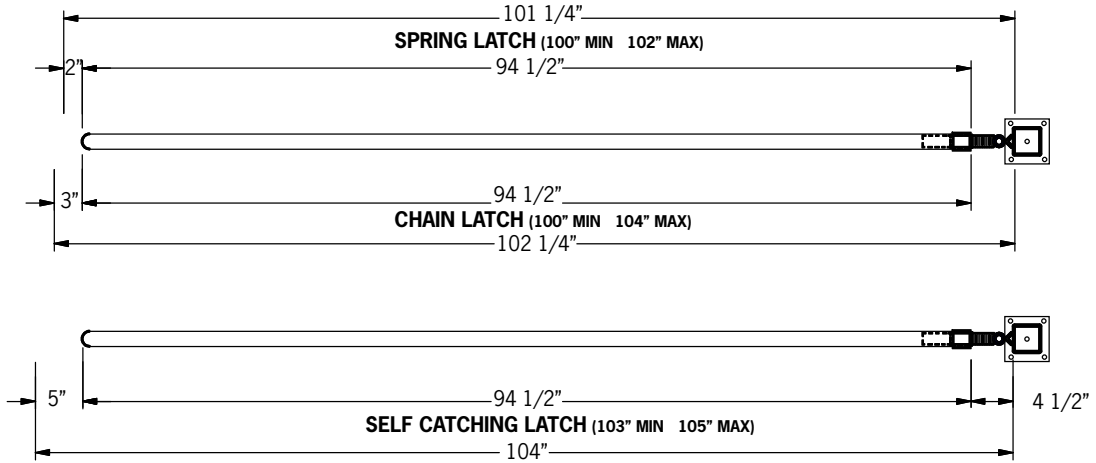 101 1/4”
SPRING LATCH (100” MIN 102” MAX)
2” 94 1/2”
3” 94 1/2”
CHAIN LATCH (100” MIN 104” MAX)
102 1/4”
5” 94 1/2” 4 1/2”
SELF CATCHING LATCH (103” MIN 105” MAX)
104”